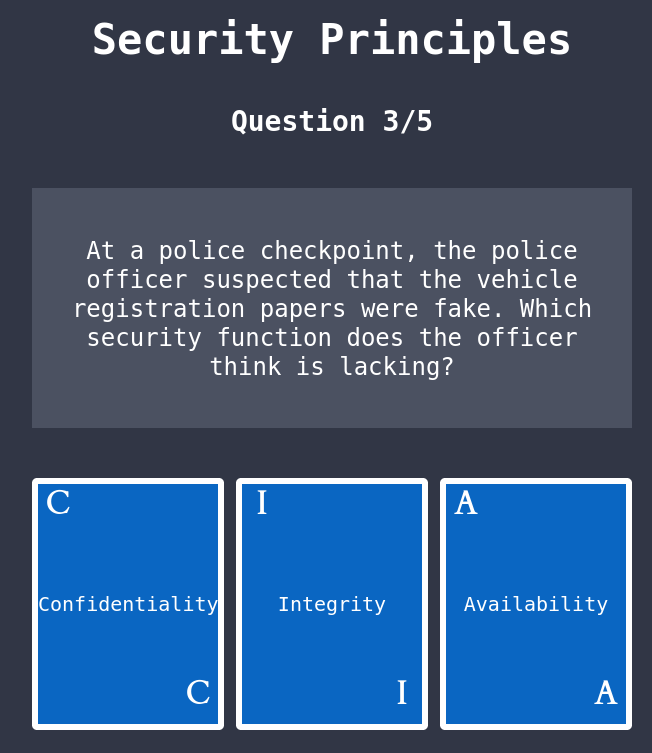 Security Principles
Question 3/5
At a police checkpoint, the police
officer suspected that the vehicle
registration papers were fake. Which
security function does the officer
think is lacking?
C
Confidentiality
C
I
Integrity
I
A
Availability
A